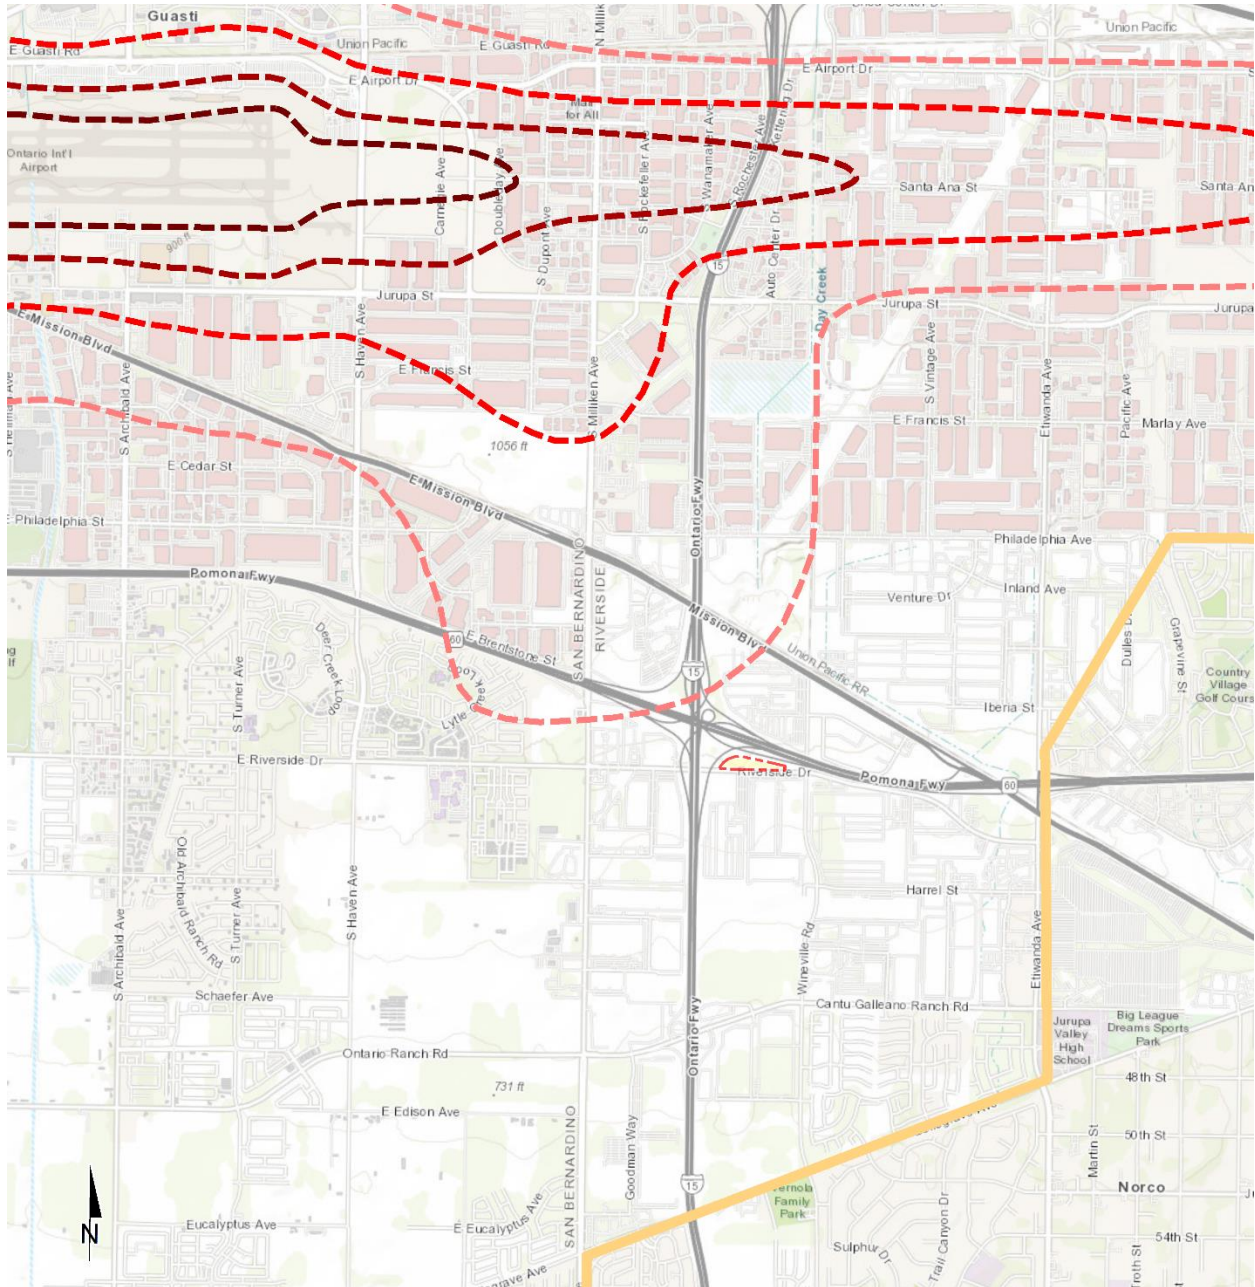 Guasti
E Guasti Rd
Union Pacific
E Guasti Rd
N Milliken
Union Pacific
E Airport Dr
E Airport Dr
Mall
for All
Kettering Dr
Ontario Int'l
Airport
Carnegie Ave
Doubleday Ave
S Dupont Ave
S Rockefeller Ave
S Wanamaker Ave
S Rochester Ave
Santa Ana St
Santa An
900 ft
15
Auto Center Dr
Day Creek
Jurupa St
Jurupa St
Jurupa
E Mission Blvd
S Haven Ave
E Francis St
S Milliken Ave
S Vintage Ave
Etiwanda Ave
Pacific Ave
S Archibald Ave
E Francis St
Marlay Ave
1056 ft
E Cedar St
E Mission Blvd
E Philadelphia St
Ontario Fwy
Philadelphia Ave
Pomona Fwy
SAN BERNARDINO
RIVERSIDE
Inland Ave
Venture Dr
Mission Blvd
Union Pacific RR
Dulles Dr
Grapevine St
Deer Creek Loop
60
E Brentstone St
15
Country
Village
Golf Cours
S Turner Ave
Lytle Creek Loop
Iberia St
E Riverside Dr
Riverside Dr
Pomona Fwy
60
Old Archibald Ranch Rd
S Turner Ave
S Haven Ave
S Archibald Ave
Harrel St
Wineville Rd
Etiwanda Ave
Schaefer Ave
Cantu Galleano Ranch Rd
Ontario Fwy
Jurupa
Valley
High
School
Big League
Dreams Sports
Park
Ontario Ranch Rd
48th St
731 ft
E Edison Ave
SAN BERNARDINO
Goodman Way
Martin St
50th St
15
Family
Park
Norco
N
Eucalyptus Ave
E Eucalyptus Ave
Trail Canyon Dr
Sulphur Dr
54th St